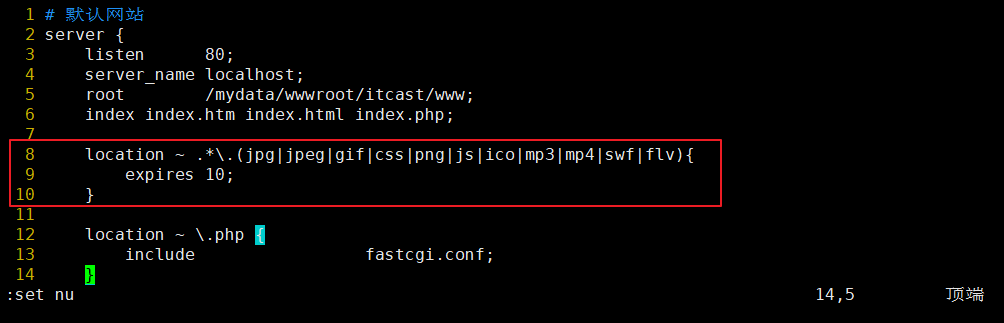 1 # 默认网站
2 server {
3     listen      80;
4     server_name localhost;
5     root        /mydata/wwwroot/itcast/www;
6     index index.htm index.html index.php;
7
8     location ~ .*\.(jpg|jpeg|gif|css|png|js|ico|mp3|mp4|swf|flv){
9         expires 10;
10     }
11
12     location ~ \.php {
13         include                 fastcgi.conf;
14     }
:set nu 14,5 顶端